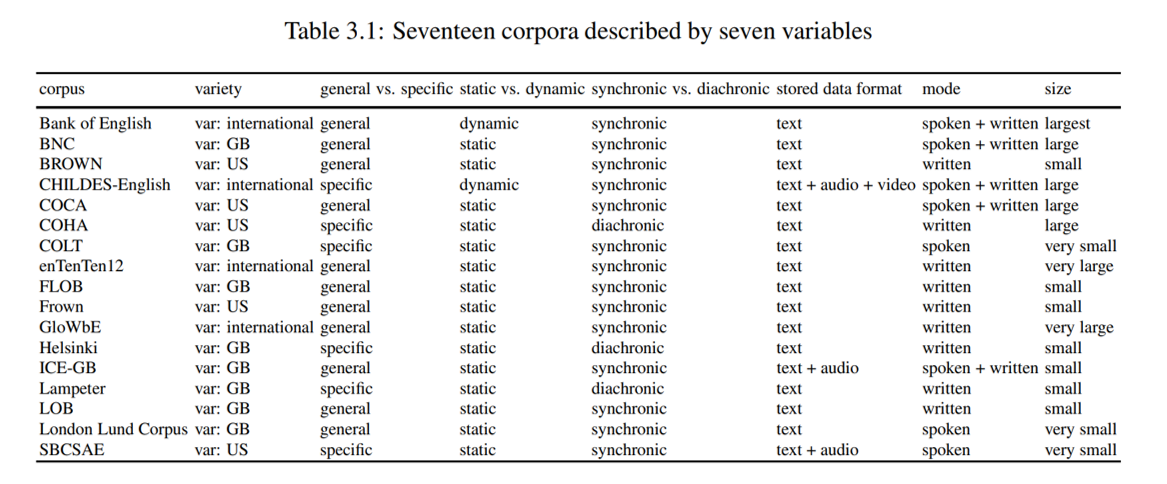 Table 3.1: Seventeen corpora described by seven variables
corpus variety general vs. specific static vs. dynamic synchronic vs. diachronic stored data format mode size
Bank of English var: international general dynamic synchronic text spoken + written largest
BNC var: GB general static synchronic text spoken + written large
BROWN var: US general static synchronic text written small
CHILDES-English var: international specific dynamic synchronic text + audio + video spoken + written large
COCA var: US general static synchronic text spoken + written large
COHA var: US specific static diachronic text written large
COLT var: GB specific static synchronic text spoken very small
enTenTen12 var: international general static synchronic text written very large
FLOB var: GB general static synchronic text written small
Frown var: US general static synchronic text written small
GloWbE var: international general static synchronic text written very large
Helsinki var: GB specific static diachronic text written small
ICE-GB var: GB general static synchronic text + audio spoken + written small
Lampeter var: GB specific static diachronic text written small
LOB var: GB general static synchronic text written small
London Lund Corpus var: GB general static synchronic text spoken very small
SBCSAE var: US specific static synchronic text + audio spoken very small